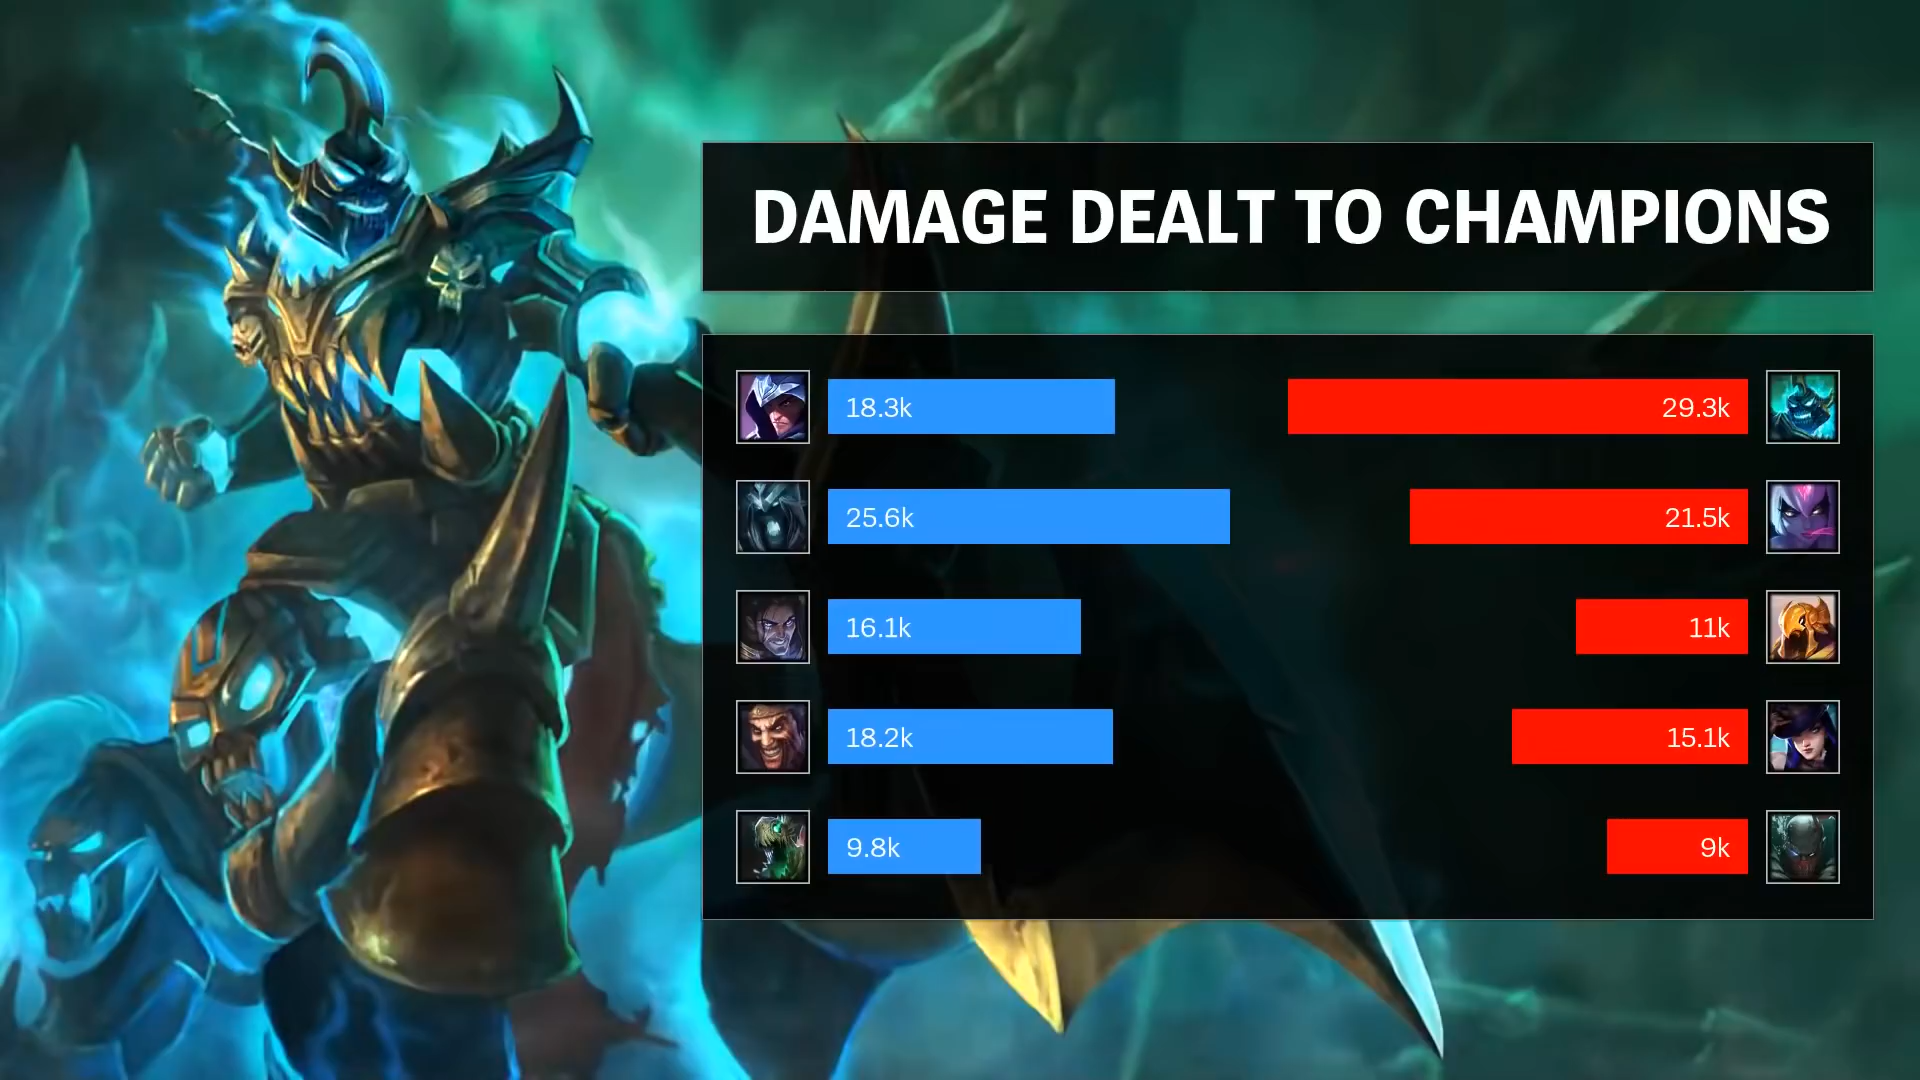 DAMAGE DEALT TO CHAMPIONS
18.3k 29.3k
25.6k 21.5k
16.1k 11k
18.2k 15.1k
9.8k 9k